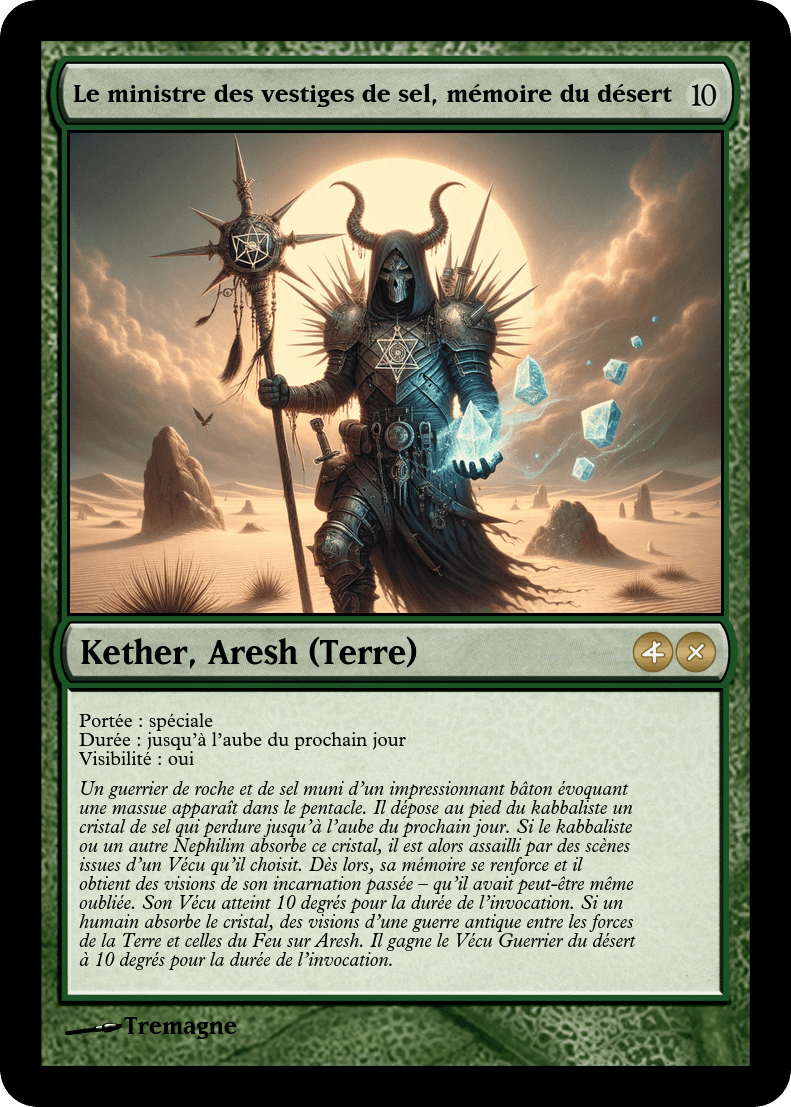 Le ministre des vestiges de sel, mémoire du désert 10
Kether, Aresh (Terre)
Portée : spéciale
Durée : jusqu'à l'aube du prochain jour
Visibilité : oui
Un guerrier de roche et de sel muni d'un impressionnant bâton évoquant
une massue apparaît dans le pentacle. Il dépose au pied du kabbaliste un
cristal de sel qui perdure jusqu'à l'aube du prochain jour. Si le kabbaliste
ou un autre Nephilim absorbe ce cristal, il est alors assailli par des scènes
issues d'un Vécu qu'il choisit. Dès lors, sa mémoire se renforce et il
obtient des visions de son incarnation passée – qu'il avait peut-être même
oubliée. Son Vécu atteint 10 degrés pour la durée de l'invocation. Si un
humain absorbe le cristal, des visions d'une guerre antique entre les forces
de la Terre et celles du Feu sur Aresh. Il gagne le Vécu Guerrier du désert
à 10 degrés pour la durée de l'invocation.
Tremagne